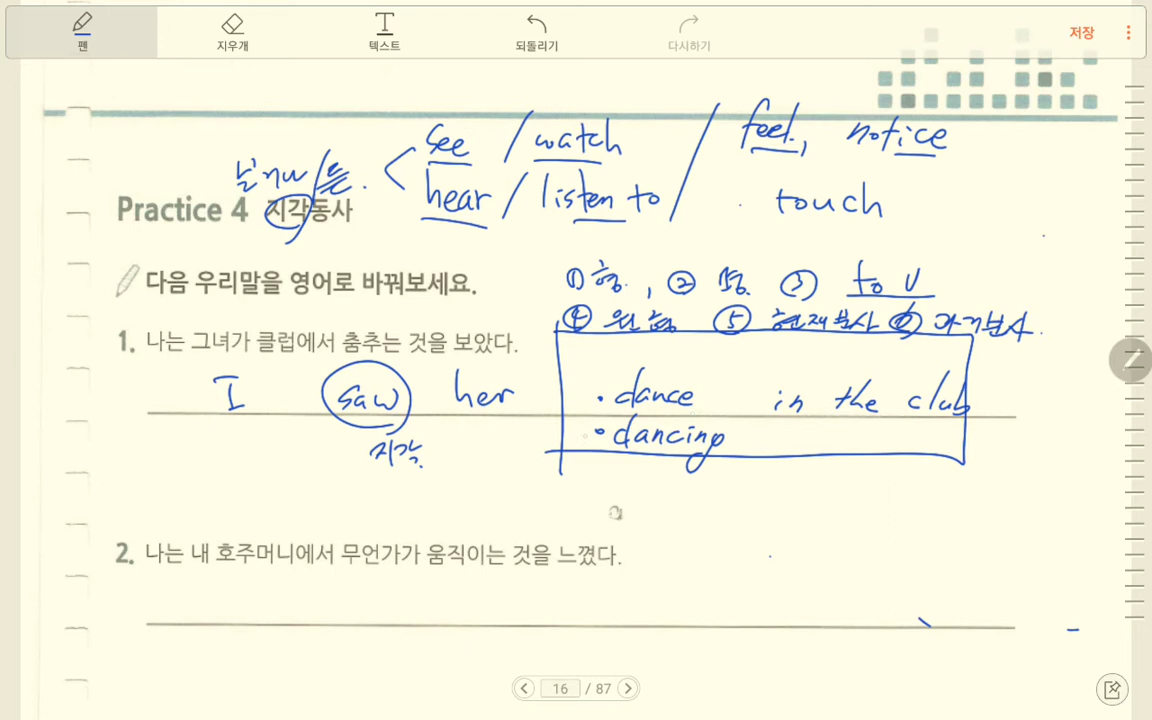 펜 지우개 텍스트 되돌리기 다시하기 저장
see / watch / feel, notice
hear / listen to / touch
Practice 4 지각동사
다음 우리말을 영어로 바꿔보세요.
① 형, ② 명 ③ to V
④ 원형 ⑤ 현재분사 ⑥ 과거분사.
1. 나는 그녀가 클럽에서 춤추는 것을 보았다.
I saw her · dance in the club
지각.
· dancing
2. 나는 내 호주머니에서 무언가가 움직이는 것을 느꼈다.
16 / 87